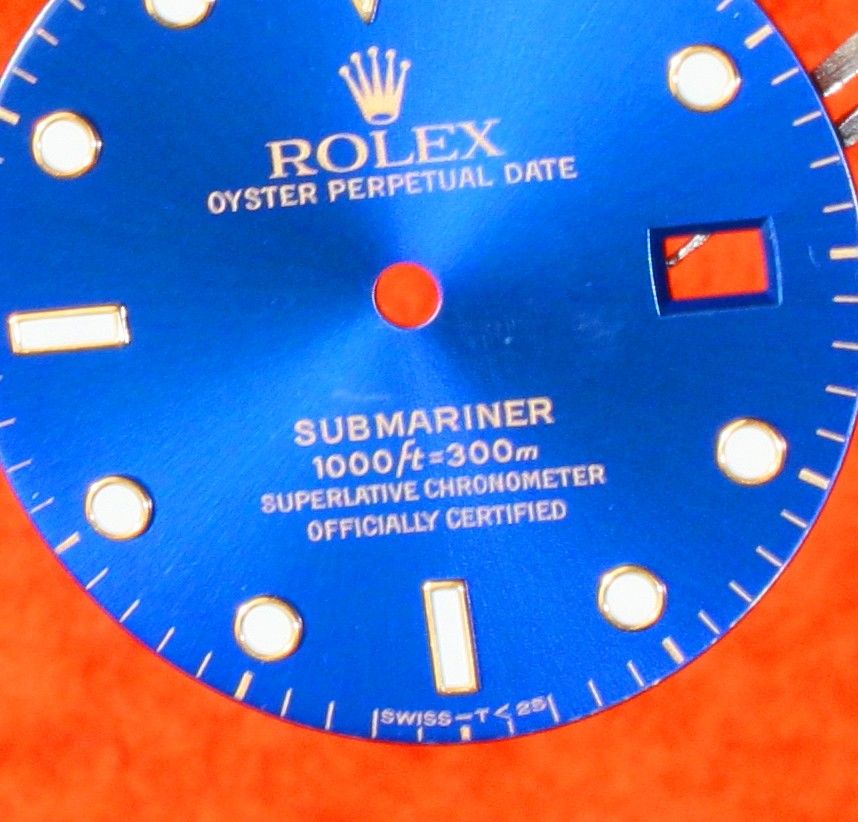 ROLEX
OYSTER PERPETUAL DATE
SUBMARINER
1000ft=300m
SUPERLATIVE CHRONOMETER
OFFICIALLY CERTIFIED
SWISS–T<25